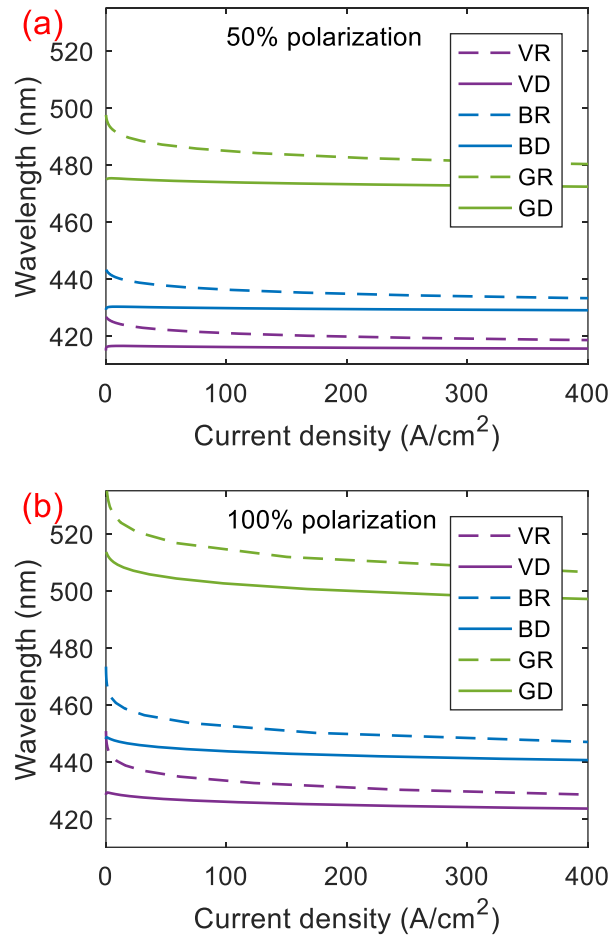 (a)
50% polarization
VR
VD
BR
BD
GR
GD
520
500
480
460
440
420
Wavelength (nm)
0 100 200 300 400
Current density (A/cm²)
(b)
100% polarization
VR
VD
BR
BD
GR
GD
520
500
480
460
440
420
Wavelength (nm)
0 100 200 300 400
Current density (A/cm²)